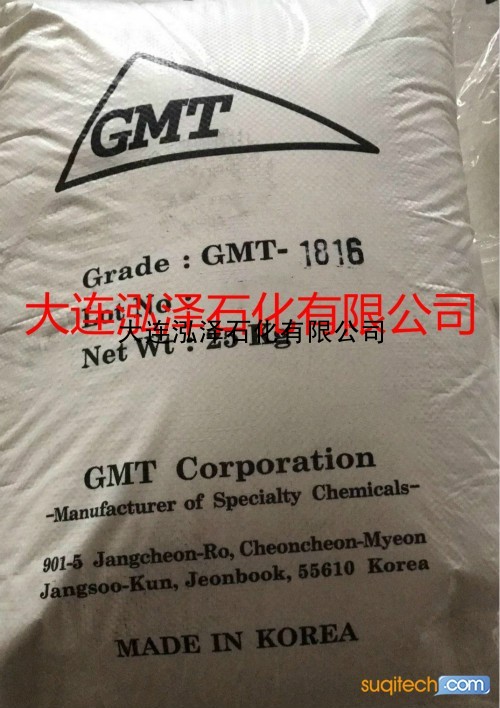 GMT
Grade : GMT- 1816
Lot No :
大连泓泽石化有限公司
大连泓泽石化有限公司
Net Wt : 25 Kg
GMT Corporation
-Manufacturer of Specialty Chemicals-
901-5 Jangcheon-Ro, Cheoncheon-Myeon
Jangsoo-Kun, Jeonbook, 55610 Korea
MADE IN KOREA
suqitech.com